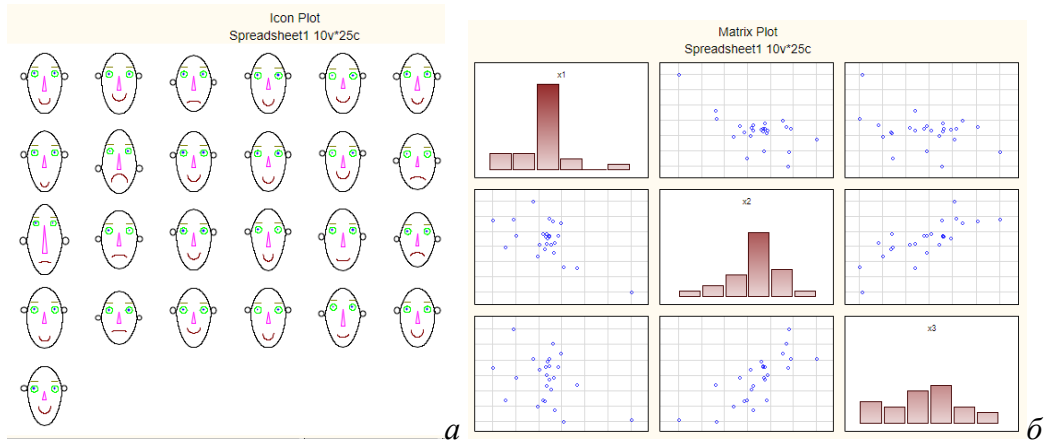 Icon Plot
Spreadsheet1 10v*25c
а
Matrix Plot
Spreadsheet1 10v*25c
x1
x2
x3
б